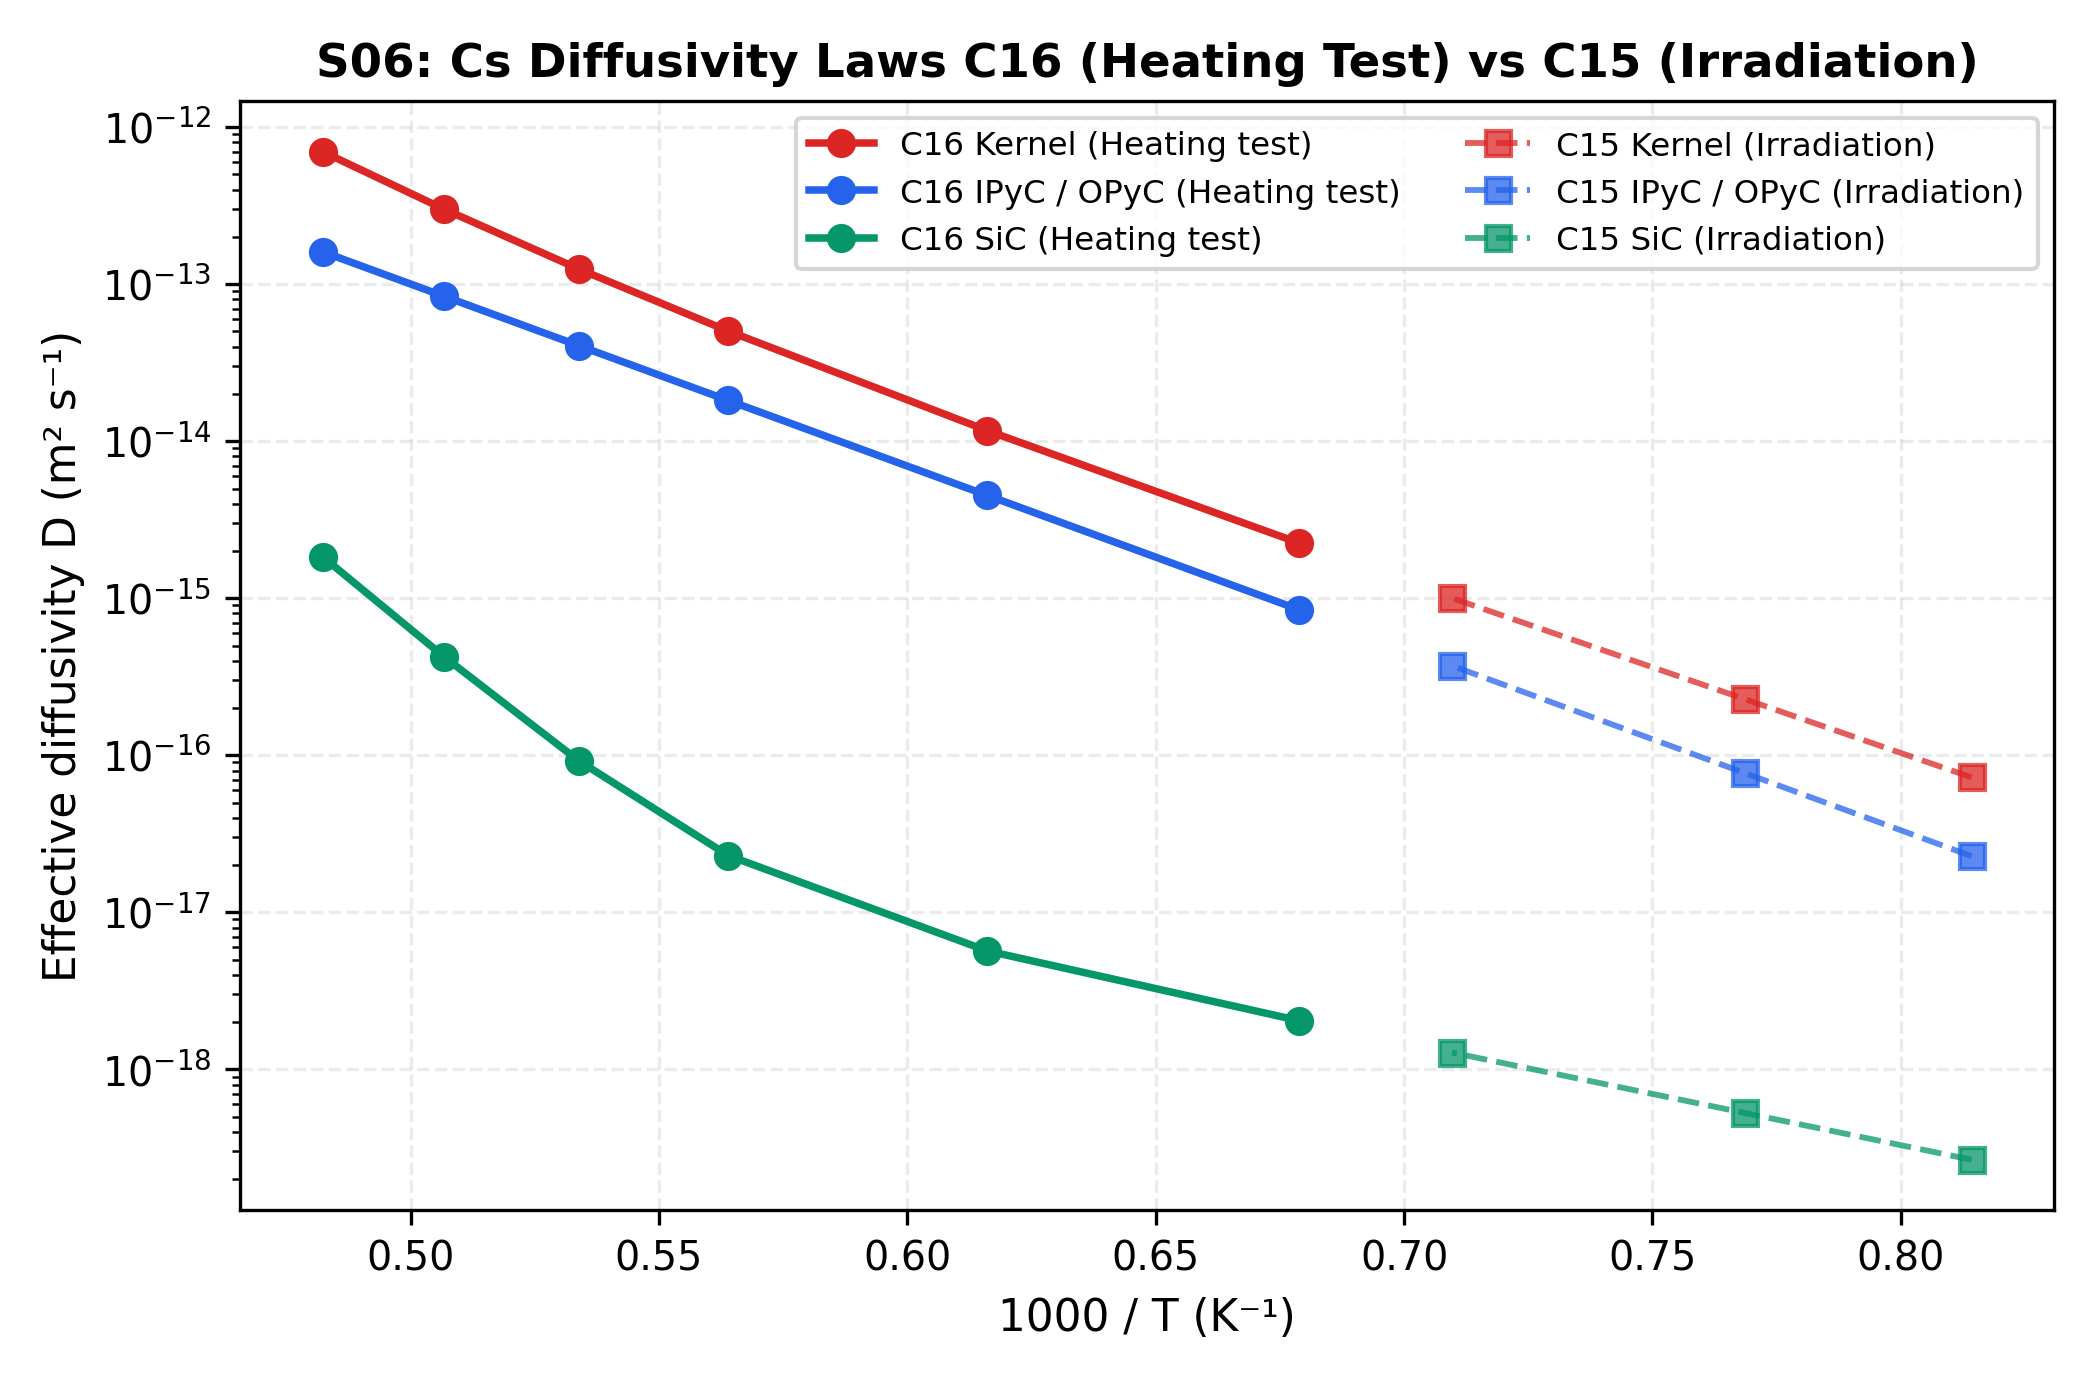 S06: Cs Diffusivity Laws C16 (Heating Test) vs C15 (Irradiation)
C16 Kernel (Heating test)
C16 IPyC / OPyC (Heating test)
C16 SiC (Heating test)
C15 Kernel (Irradiation)
C15 IPyC / OPyC (Irradiation)
C15 SiC (Irradiation)
Effective diffusivity D (m² s⁻¹)
10⁻¹²
10⁻¹³
10⁻¹⁴
10⁻¹⁵
10⁻¹⁶
10⁻¹⁷
10⁻¹⁸
0.50 0.55 0.60 0.65 0.70 0.75 0.80
1000 / T (K⁻¹)